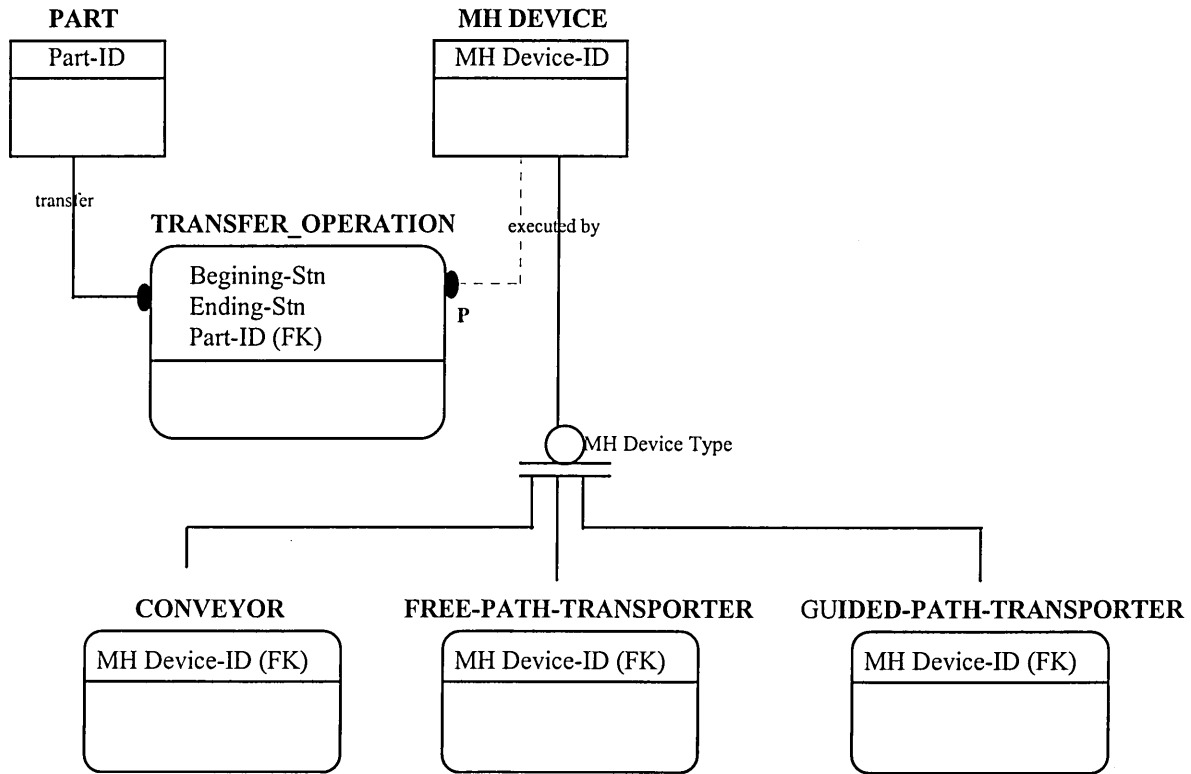 PART
MH DEVICE
Part-ID
MH Device-ID
transfer
executed by
TRANSFER_OPERATION
Begining-Stn
Ending-Stn
Part-ID (FK)
P
MH Device Type
CONVEYOR
FREE-PATH-TRANSPORTER
GUIDED-PATH-TRANSPORTER
MH Device-ID (FK)
MH Device-ID (FK)
MH Device-ID (FK)